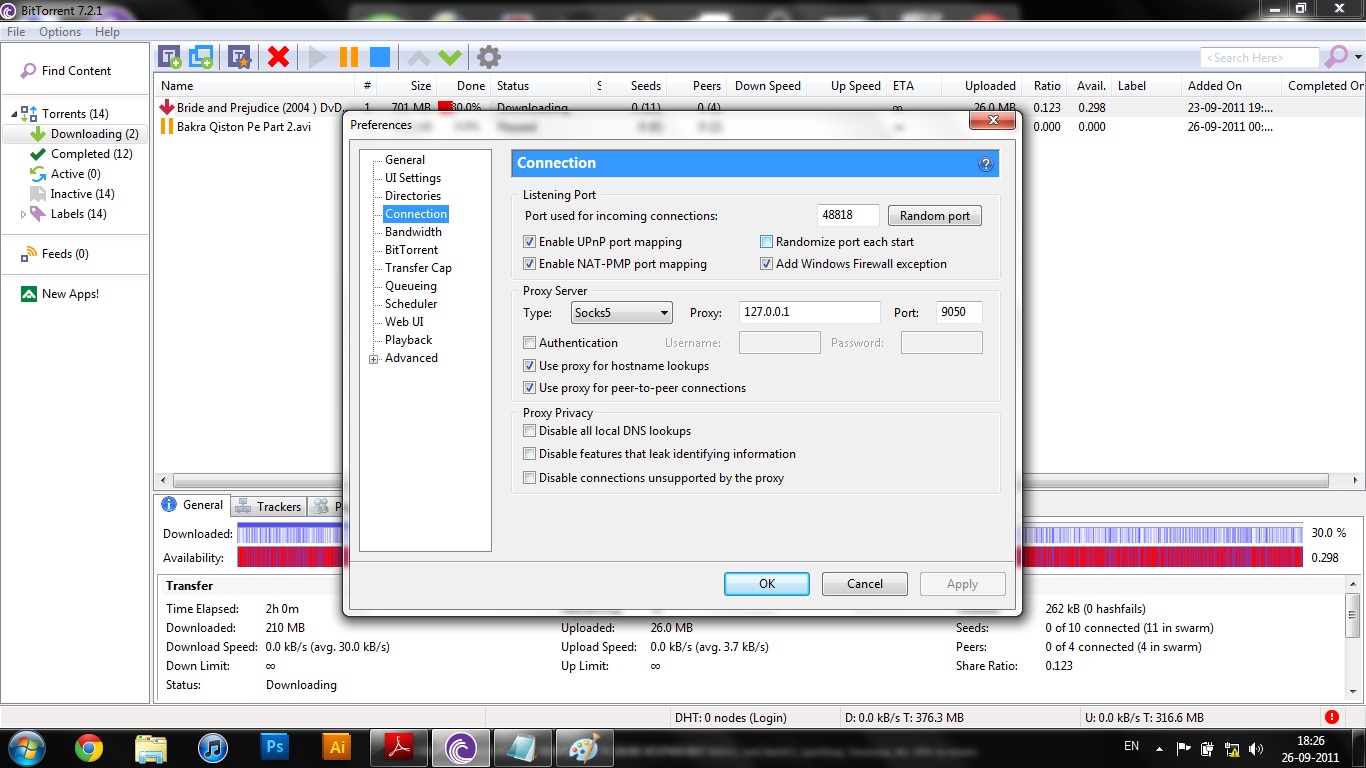 BitTorrent 7.2.1
File Options Help
<Search Here>
Find Content
Torrents (14)
Downloading (2)
Completed (12)
Active (0)
Inactive (14)
Labels (14)
Feeds (0)
New Apps!
Name # Size Done Status S Seeds Peers Down Speed Up Speed ETA Uploaded Ratio Avail. Label Added On Completed On
Bride and Prejudice (2004 ) DvD... 1 701 MB 30.0% Downloading 0 (11) 0 (4) ∞ 26.0 MB 0.123 0.298 23-09-2011 19:...
Bakra Qiston Pe Part 2.avi 0.0% Paused 0 (0) 0 (2) ∞ 0.000 0.000 26-09-2011 00:...
Preferences
General
UI Settings
Directories
Connection
Bandwidth
BitTorrent
Transfer Cap
Queueing
Scheduler
Web UI
Playback
Advanced
Connection
Listening Port
Port used for incoming connections: 48818 Random port
Enable UPnP port mapping Randomize port each start
Enable NAT-PMP port mapping Add Windows Firewall exception
Proxy Server
Type: Socks5 Proxy: 127.0.0.1 Port: 9050
Authentication Username: Password:
Use proxy for hostname lookups
Use proxy for peer-to-peer connections
Proxy Privacy
Disable all local DNS lookups
Disable features that leak identifying information
Disable connections unsupported by the proxy
OK Cancel Apply
General Trackers P
Downloaded: 30.0 %
Availability: 0.298
Transfer
Time Elapsed: 2h 0m 262 kB (0 hashfails)
Downloaded: 210 MB Uploaded: 26.0 MB Seeds: 0 of 10 connected (11 in swarm)
Download Speed: 0.0 kB/s (avg. 30.0 kB/s) Upload Speed: 0.0 kB/s (avg. 3.7 kB/s) Peers: 0 of 4 connected (4 in swarm)
Down Limit: ∞ Up Limit: ∞ Share Ratio: 0.123
Status: Downloading
DHT: 0 nodes (Login) D: 0.0 kB/s T: 376.3 MB U: 0.0 kB/s T: 316.6 MB
Ps Ai
EN
18:26
26-09-2011